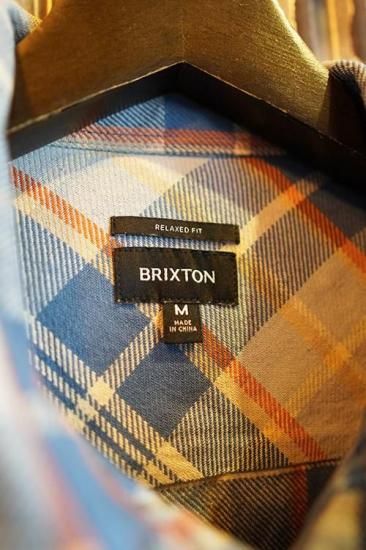 RELAXED FIT
BRIXTON
M
MADE
IN CHINA